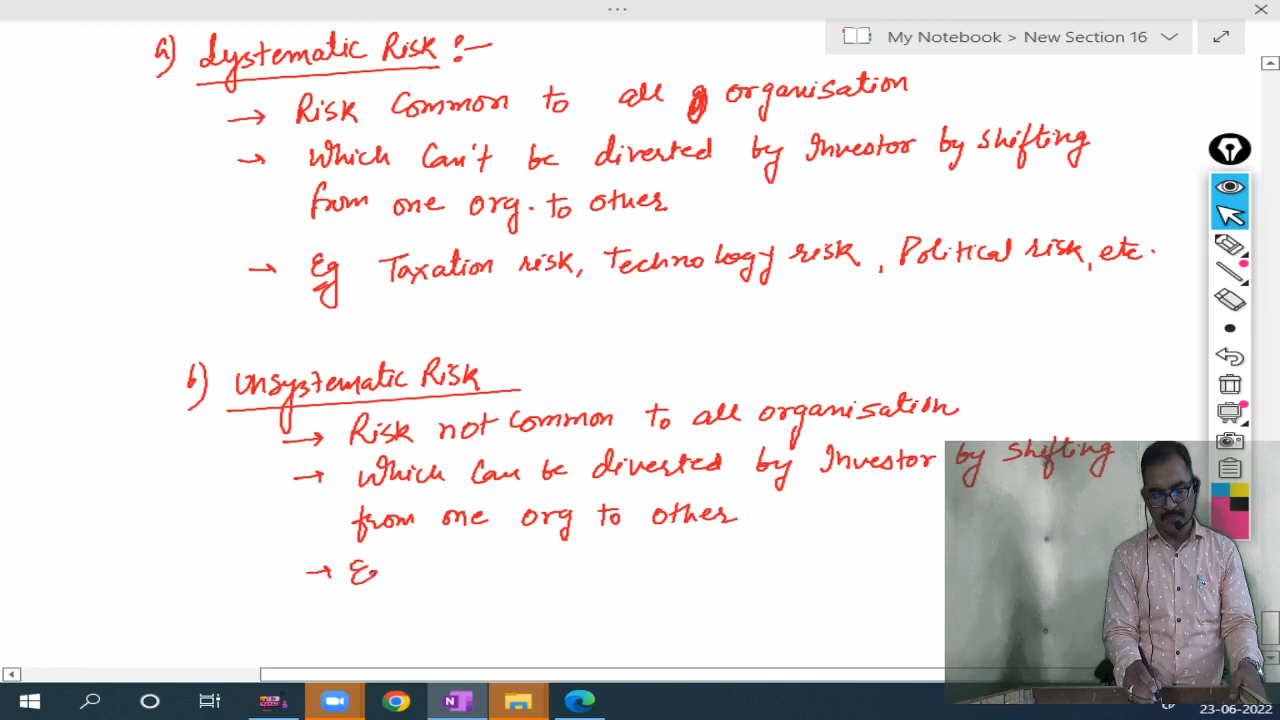 My Notebook > New Section 16
a) Systematic Risk :-
→ Risk Common to all organisation
→ Which Can't be diverted by Investor by Shifting
from one org. to other
→ Eg Taxation risk, Technology risk, Political risk, etc.
b) Unsystematic Risk
→ Risk not common to all organisation
→ Which Can be diverted by Investor by Shifting
from one org to other
→ E
23-06-2022